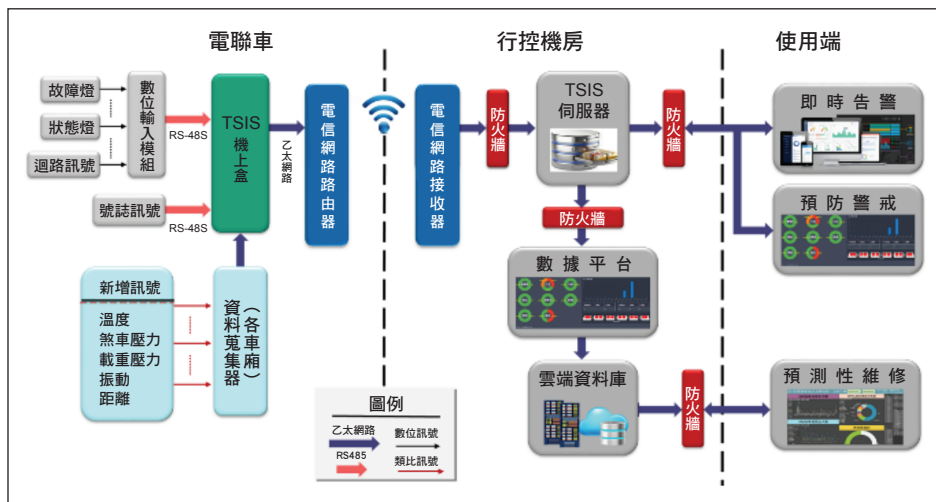 電聯車
行控機房
使用端
故障燈
狀態燈
迴路訊號
數位輸入模組
RS-48S
TSIS
機上盒
乙太網路
電信網路路由器
號誌訊號
RS-48S
新增訊號
溫度
煞車壓力
載重壓力
振動
距離
(各車廂)
資料蒐集器
電信網路接收器
防火牆
TSIS
伺服器
防火牆
防火牆
數據平台
雲端資料庫
防火牆
即時告警
預防警戒
預測性維修
圖例
乙太網路
數位訊號
RS485
類比訊號